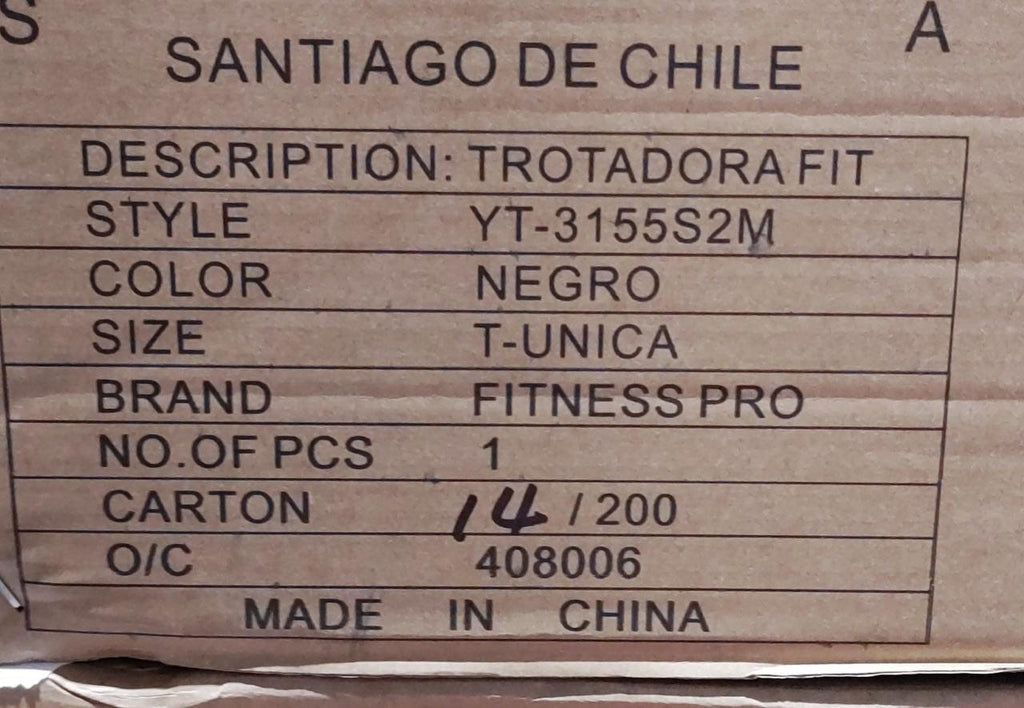 S A
SANTIAGO DE CHILE
DESCRIPTION: TROTADORA FIT
STYLE YT-3155S2M
COLOR NEGRO
SIZE T-UNICA
BRAND FITNESS PRO
NO.OF PCS 1
CARTON 14 / 200
O/C 408006
MADE IN CHINA